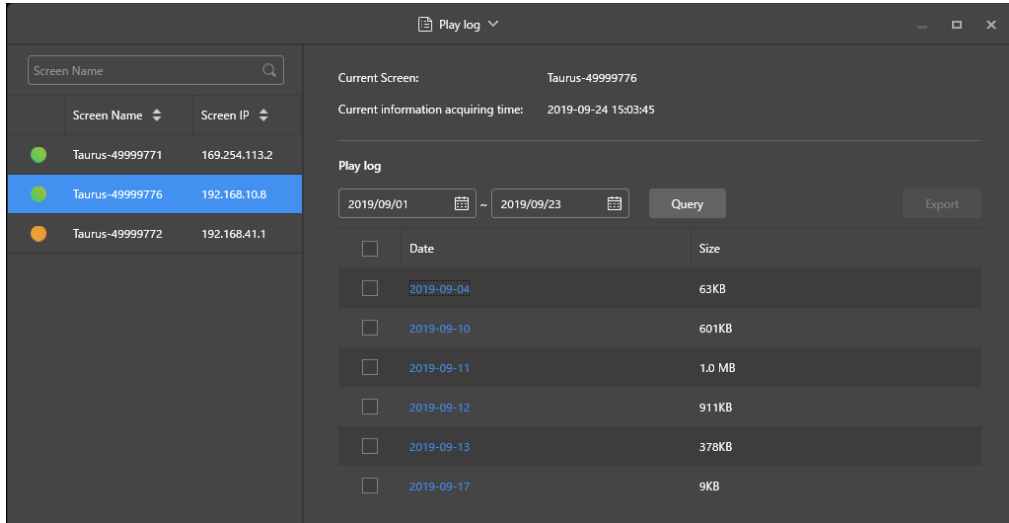 Play log
Screen Name
Screen Name Screen IP
Taurus-49999771 169.254.113.2
Taurus-49999776 192.168.10.8
Taurus-49999772 192.168.41.1
Current Screen: Taurus-49999776
Current information acquiring time: 2019-09-24 15:03:45
Play log
2019/09/01 ~ 2019/09/23 Query Export
Date Size
2019-09-04 63KB
2019-09-10 601KB
2019-09-11 1.0 MB
2019-09-12 911KB
2019-09-13 378KB
2019-09-17 9KB